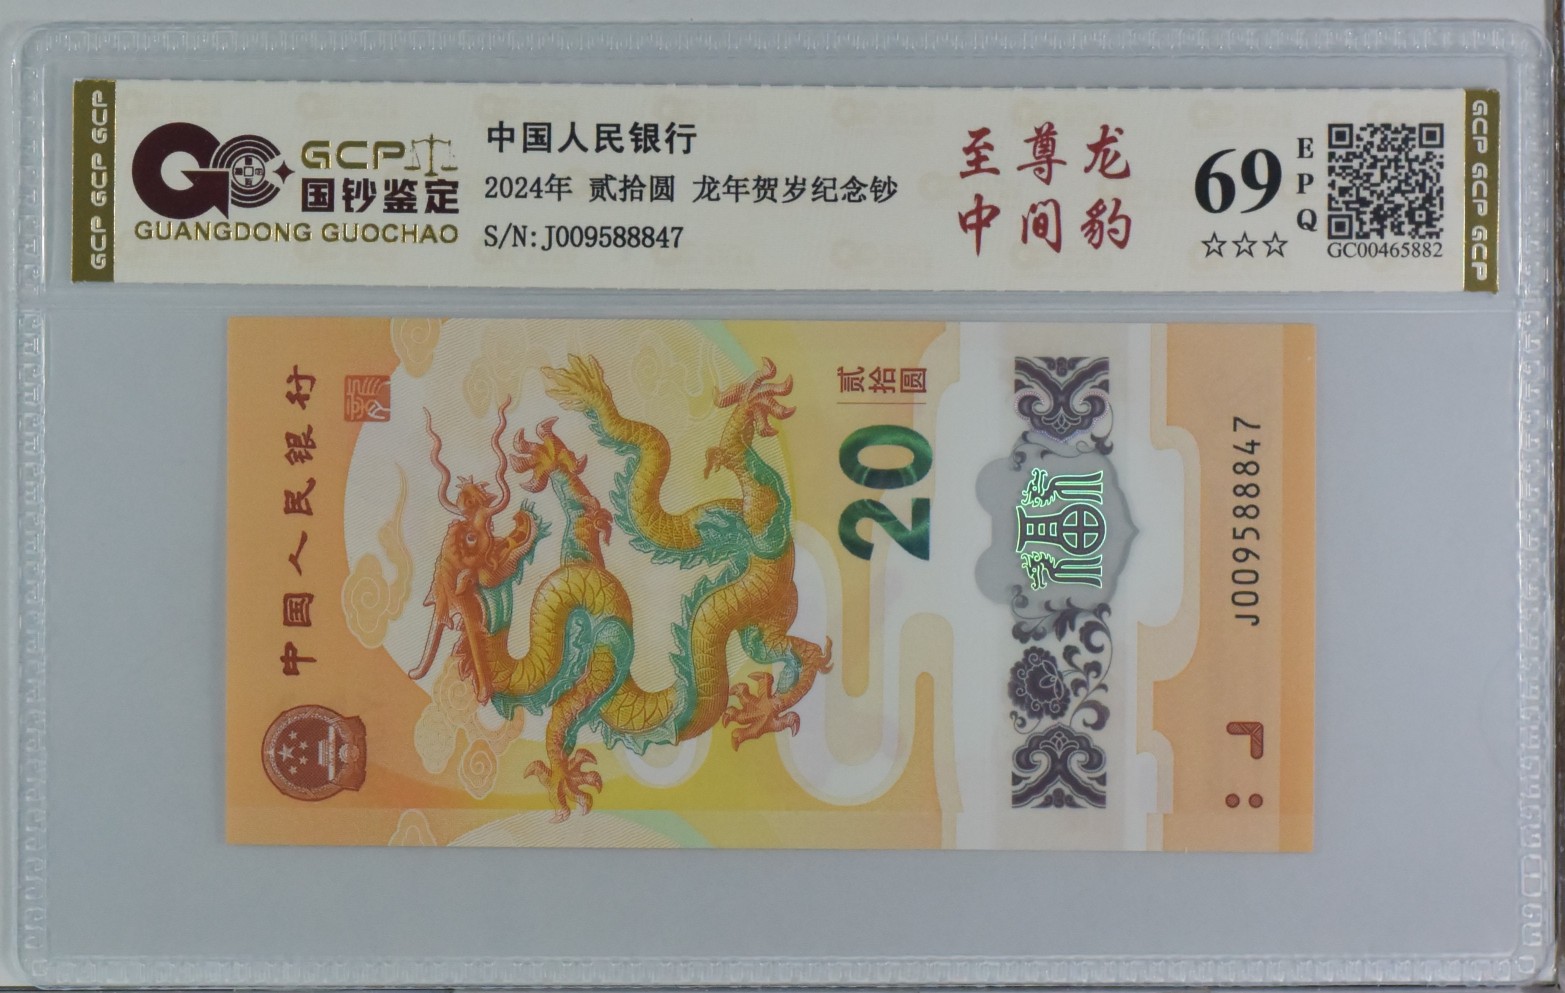 GCP GCP GCP
GCP
国钞鉴定
GUANGDONG GUOCHAO
中国人民银行
2024年 贰拾圆 龙年贺岁纪念钞
S/N: J009588847
至尊龙
中间豹
69
EPQ
☆☆☆
GC00465882
GCP GCP GCP
中国人民银行
贰拾圆
20
J009588847